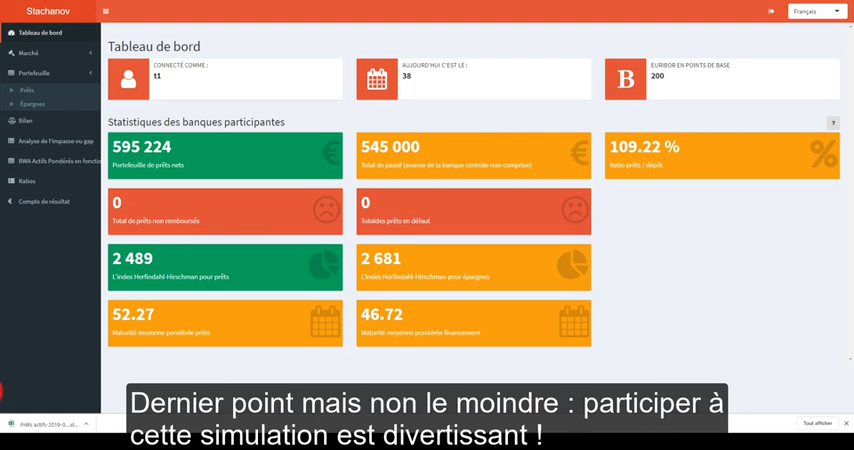 Stachanov
Français
Tableau de bord
Marché
Portefeuille
Prêts
Épargnes
Bilan
Analyse de l'impasse ou gap
RWA Actifs Pondérés en fonctio
Ratios
Compte de résultat
Tableau de bord
CONNECTÉ COMME :
t1
AUJOURD'HUI C'EST LE :
38
B
EURIBOR EN POINTS DE BASE
200
Statistiques des banques participantes
?
595 224
Portefeuille de prêts nets
€
545 000
Total de passif (avance de la banque centrale non comprise)
€
109.22 %
Ratio prêts / dépôt
%
0
Total de prêts non remboursés
0
Totaldes prêts en défaut
2 489
L'index Herfindahl-Hirschman pour prêts
2 681
L'index Herfindahl-Hirschman pour épargnes
52.27
Maturité moyenne pondérée prêts
46.72
Maturité moyenne pondérée financement
Dernier point mais non le moindre : participer à
cette simulation est divertissant !
Prêts actifs-2019-0....xl...
Tout afficher